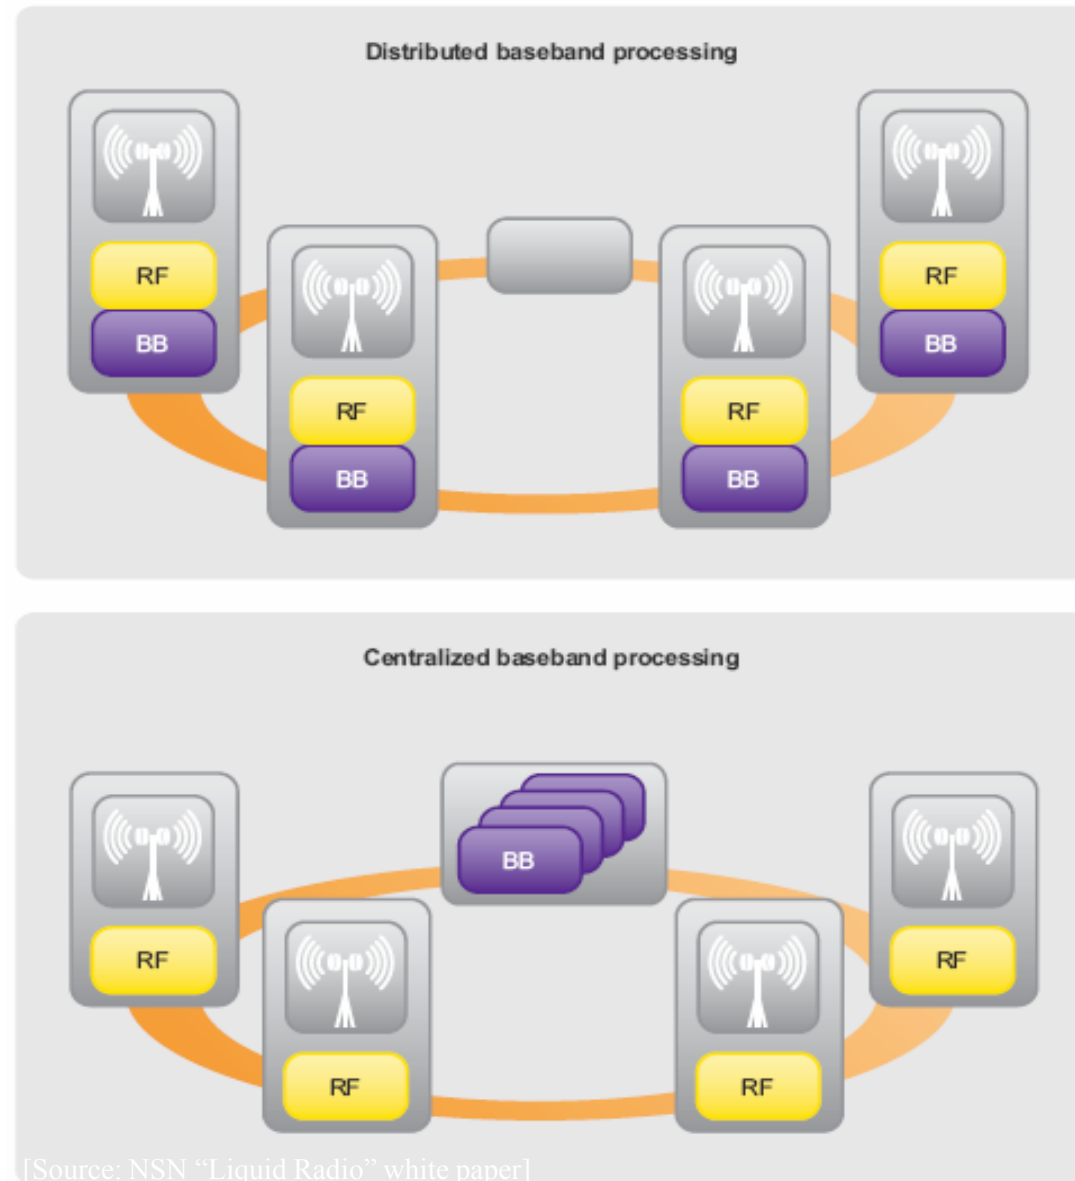 Distributed baseband processing
RF
BB
RF
BB
RF
BB
RF
BB
Centralized baseband processing
BB
RF
RF
RF
RF
[Source: NSN “Liquid Radio” white paper]